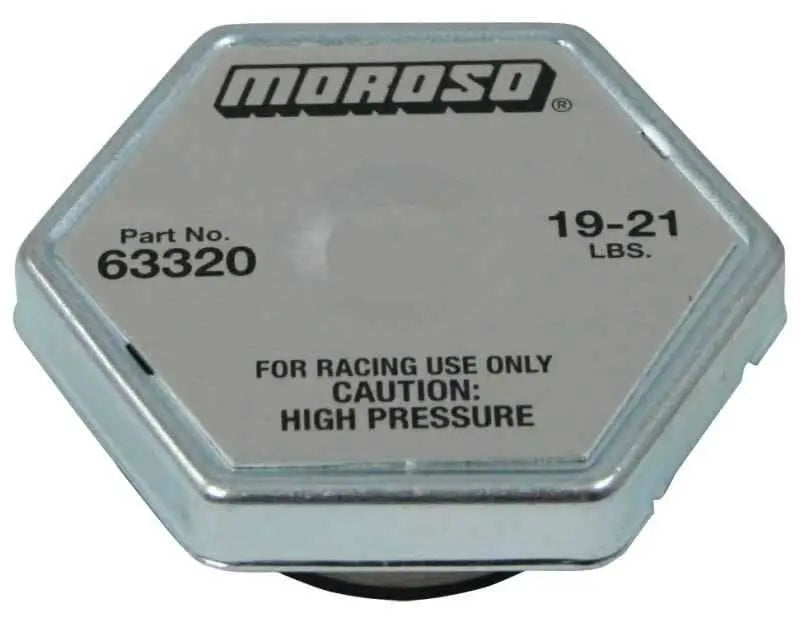 MOROSO®
Part No.
63320
19-21
LBS.
FOR RACING USE ONLY
CAUTION:
HIGH PRESSURE